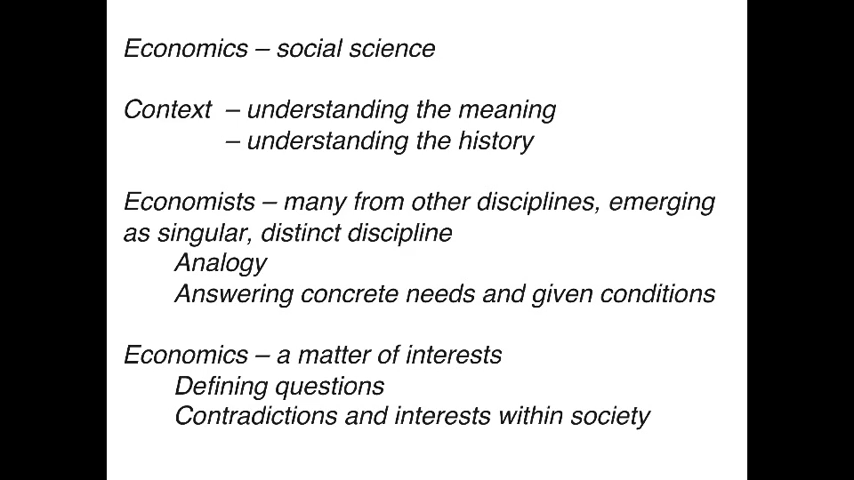 Economics – social science
Context – understanding the meaning
– understanding the history
Economists – many from other disciplines, emerging
as singular, distinct discipline
Analogy
Answering concrete needs and given conditions
Economics – a matter of interests
Defining questions
Contradictions and interests within society